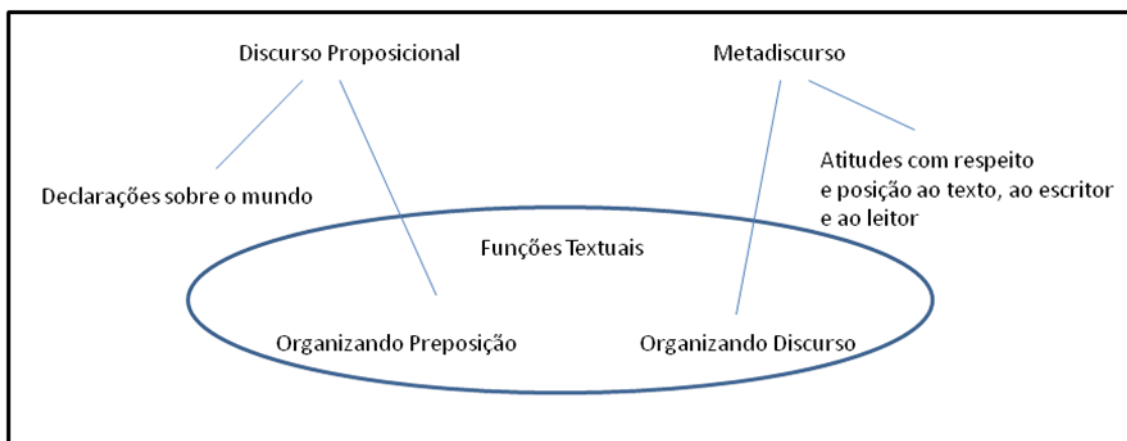 Discurso Proposicional
Metadiscurso
Declarações sobre o mundo
Atitudes com respeito
e posição ao texto, ao escritor
e ao leitor
Funções Textuais
Organizando Preposição
Organizando Discurso